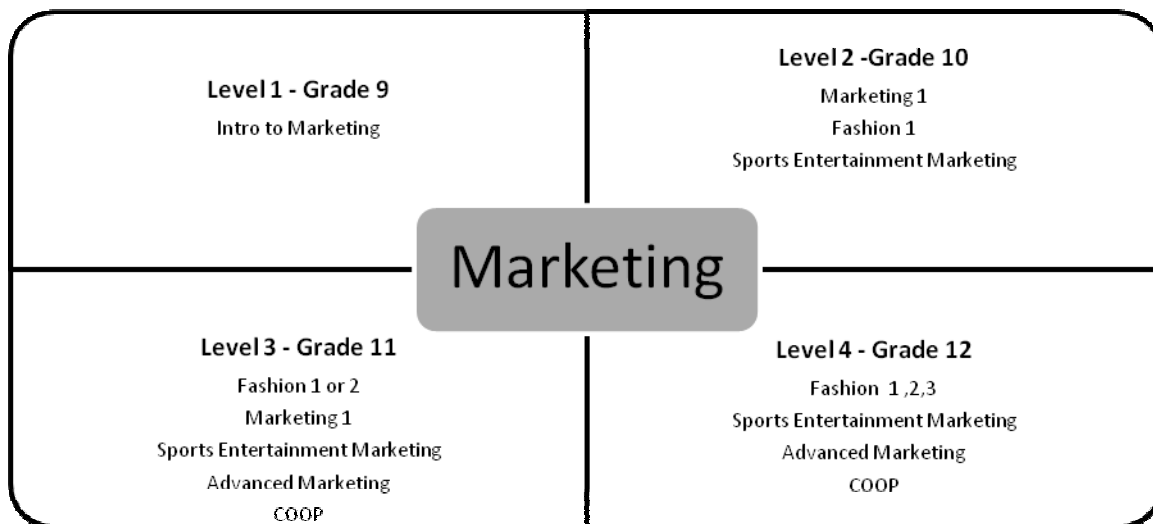 Level 1 - Grade 9
Intro to Marketing
Level 2 -Grade 10
Marketing 1
Fashion 1
Sports Entertainment Marketing
Marketing
Level 3 - Grade 11
Fashion 1 or 2
Marketing 1
Sports Entertainment Marketing
Advanced Marketing
COOP
Level 4 - Grade 12
Fashion 1 ,2,3
Sports Entertainment Marketing
Advanced Marketing
COOP